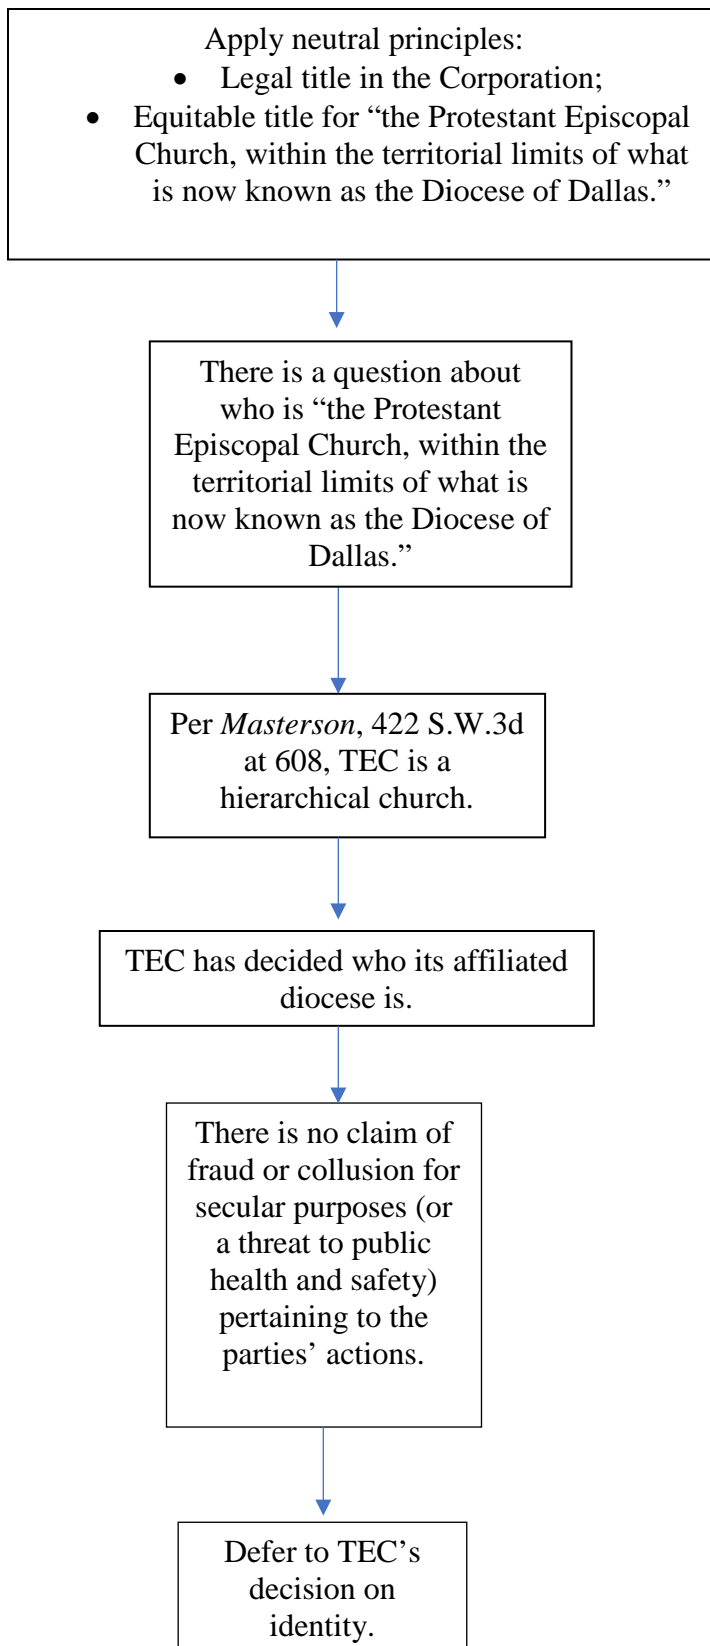 Apply neutral principles:
• Legal title in the Corporation;
• Equitable title for “the Protestant Episcopal
Church, within the territorial limits of what
is now known as the Diocese of Dallas.”
There is a question about
who is “the Protestant
Episcopal Church, within the
territorial limits of what is
now known as the Diocese of
Dallas.”
Per Masterson, 422 S.W.3d
at 608, TEC is a
hierarchical church.
TEC has decided who its affiliated
diocese is.
There is no claim of
fraud or collusion for
secular purposes (or
a threat to public
health and safety)
pertaining to the
parties’ actions.
Defer to TEC’s
decision on
identity.